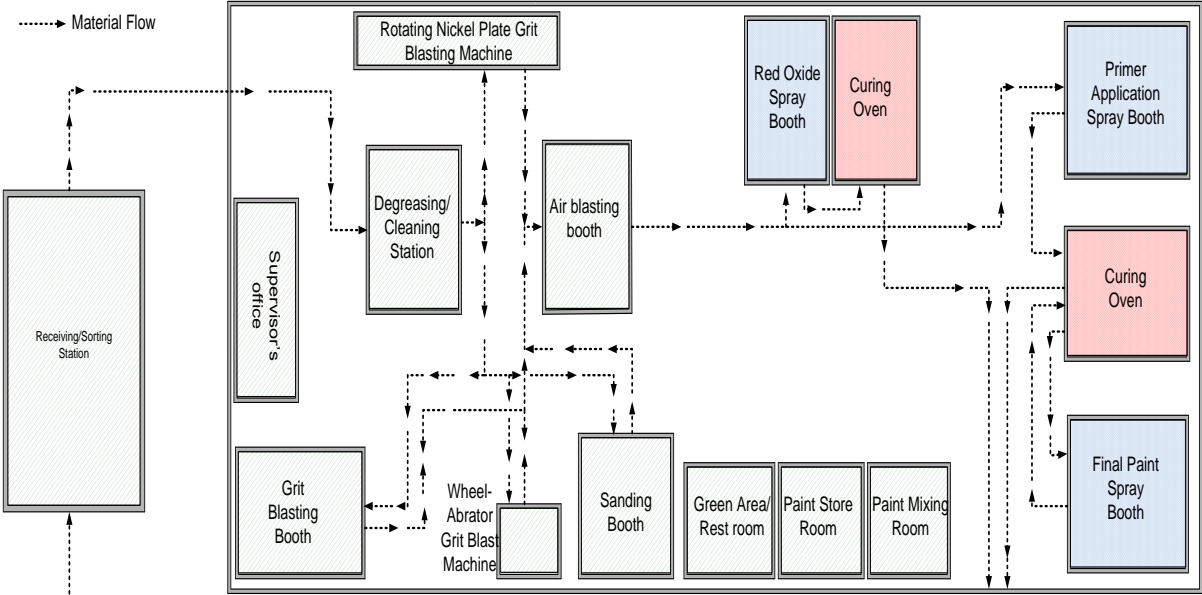 Material Flow
Rotating Nickel Plate Grit
Blasting Machine
Red Oxide
Spray
Booth
Curing
Oven
Primer
Application
Spray Booth
Degreasing/
Cleaning
Station
Air blasting
booth
Supervisor's
office
Receiving/Sorting
Station
Curing
Oven
Grit
Blasting
Booth
Wheel-
Abrator
Grit Blast
Machine
Sanding
Booth
Green Area/
Rest room
Paint Store
Room
Paint Mixing
Room
Final Paint
Spray
Booth